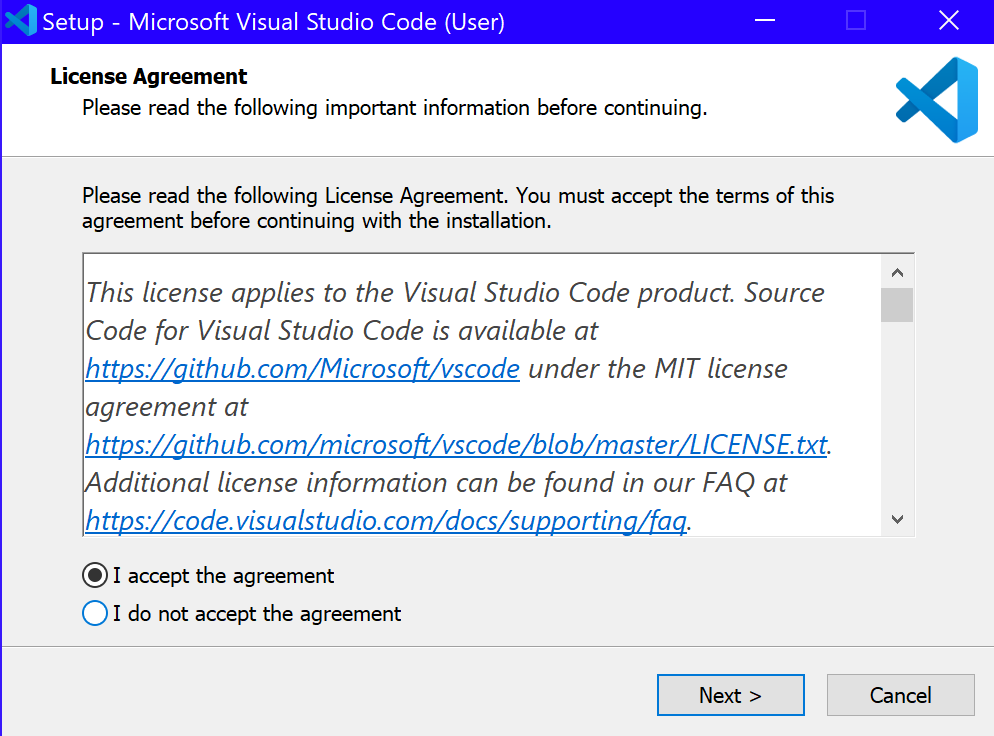 Setup - Microsoft Visual Studio Code (User)
License Agreement
Please read the following important information before continuing.
Please read the following License Agreement. You must accept the terms of this
agreement before continuing with the installation.
This license applies to the Visual Studio Code product. Source
Code for Visual Studio Code is available at
https://github.com/Microsoft/vscode under the MIT license
agreement at
https://github.com/microsoft/vscode/blob/master/LICENSE.txt.
Additional license information can be found in our FAQ at
https://code.visualstudio.com/docs/supporting/faq.
I accept the agreement
I do not accept the agreement
Next >
Cancel